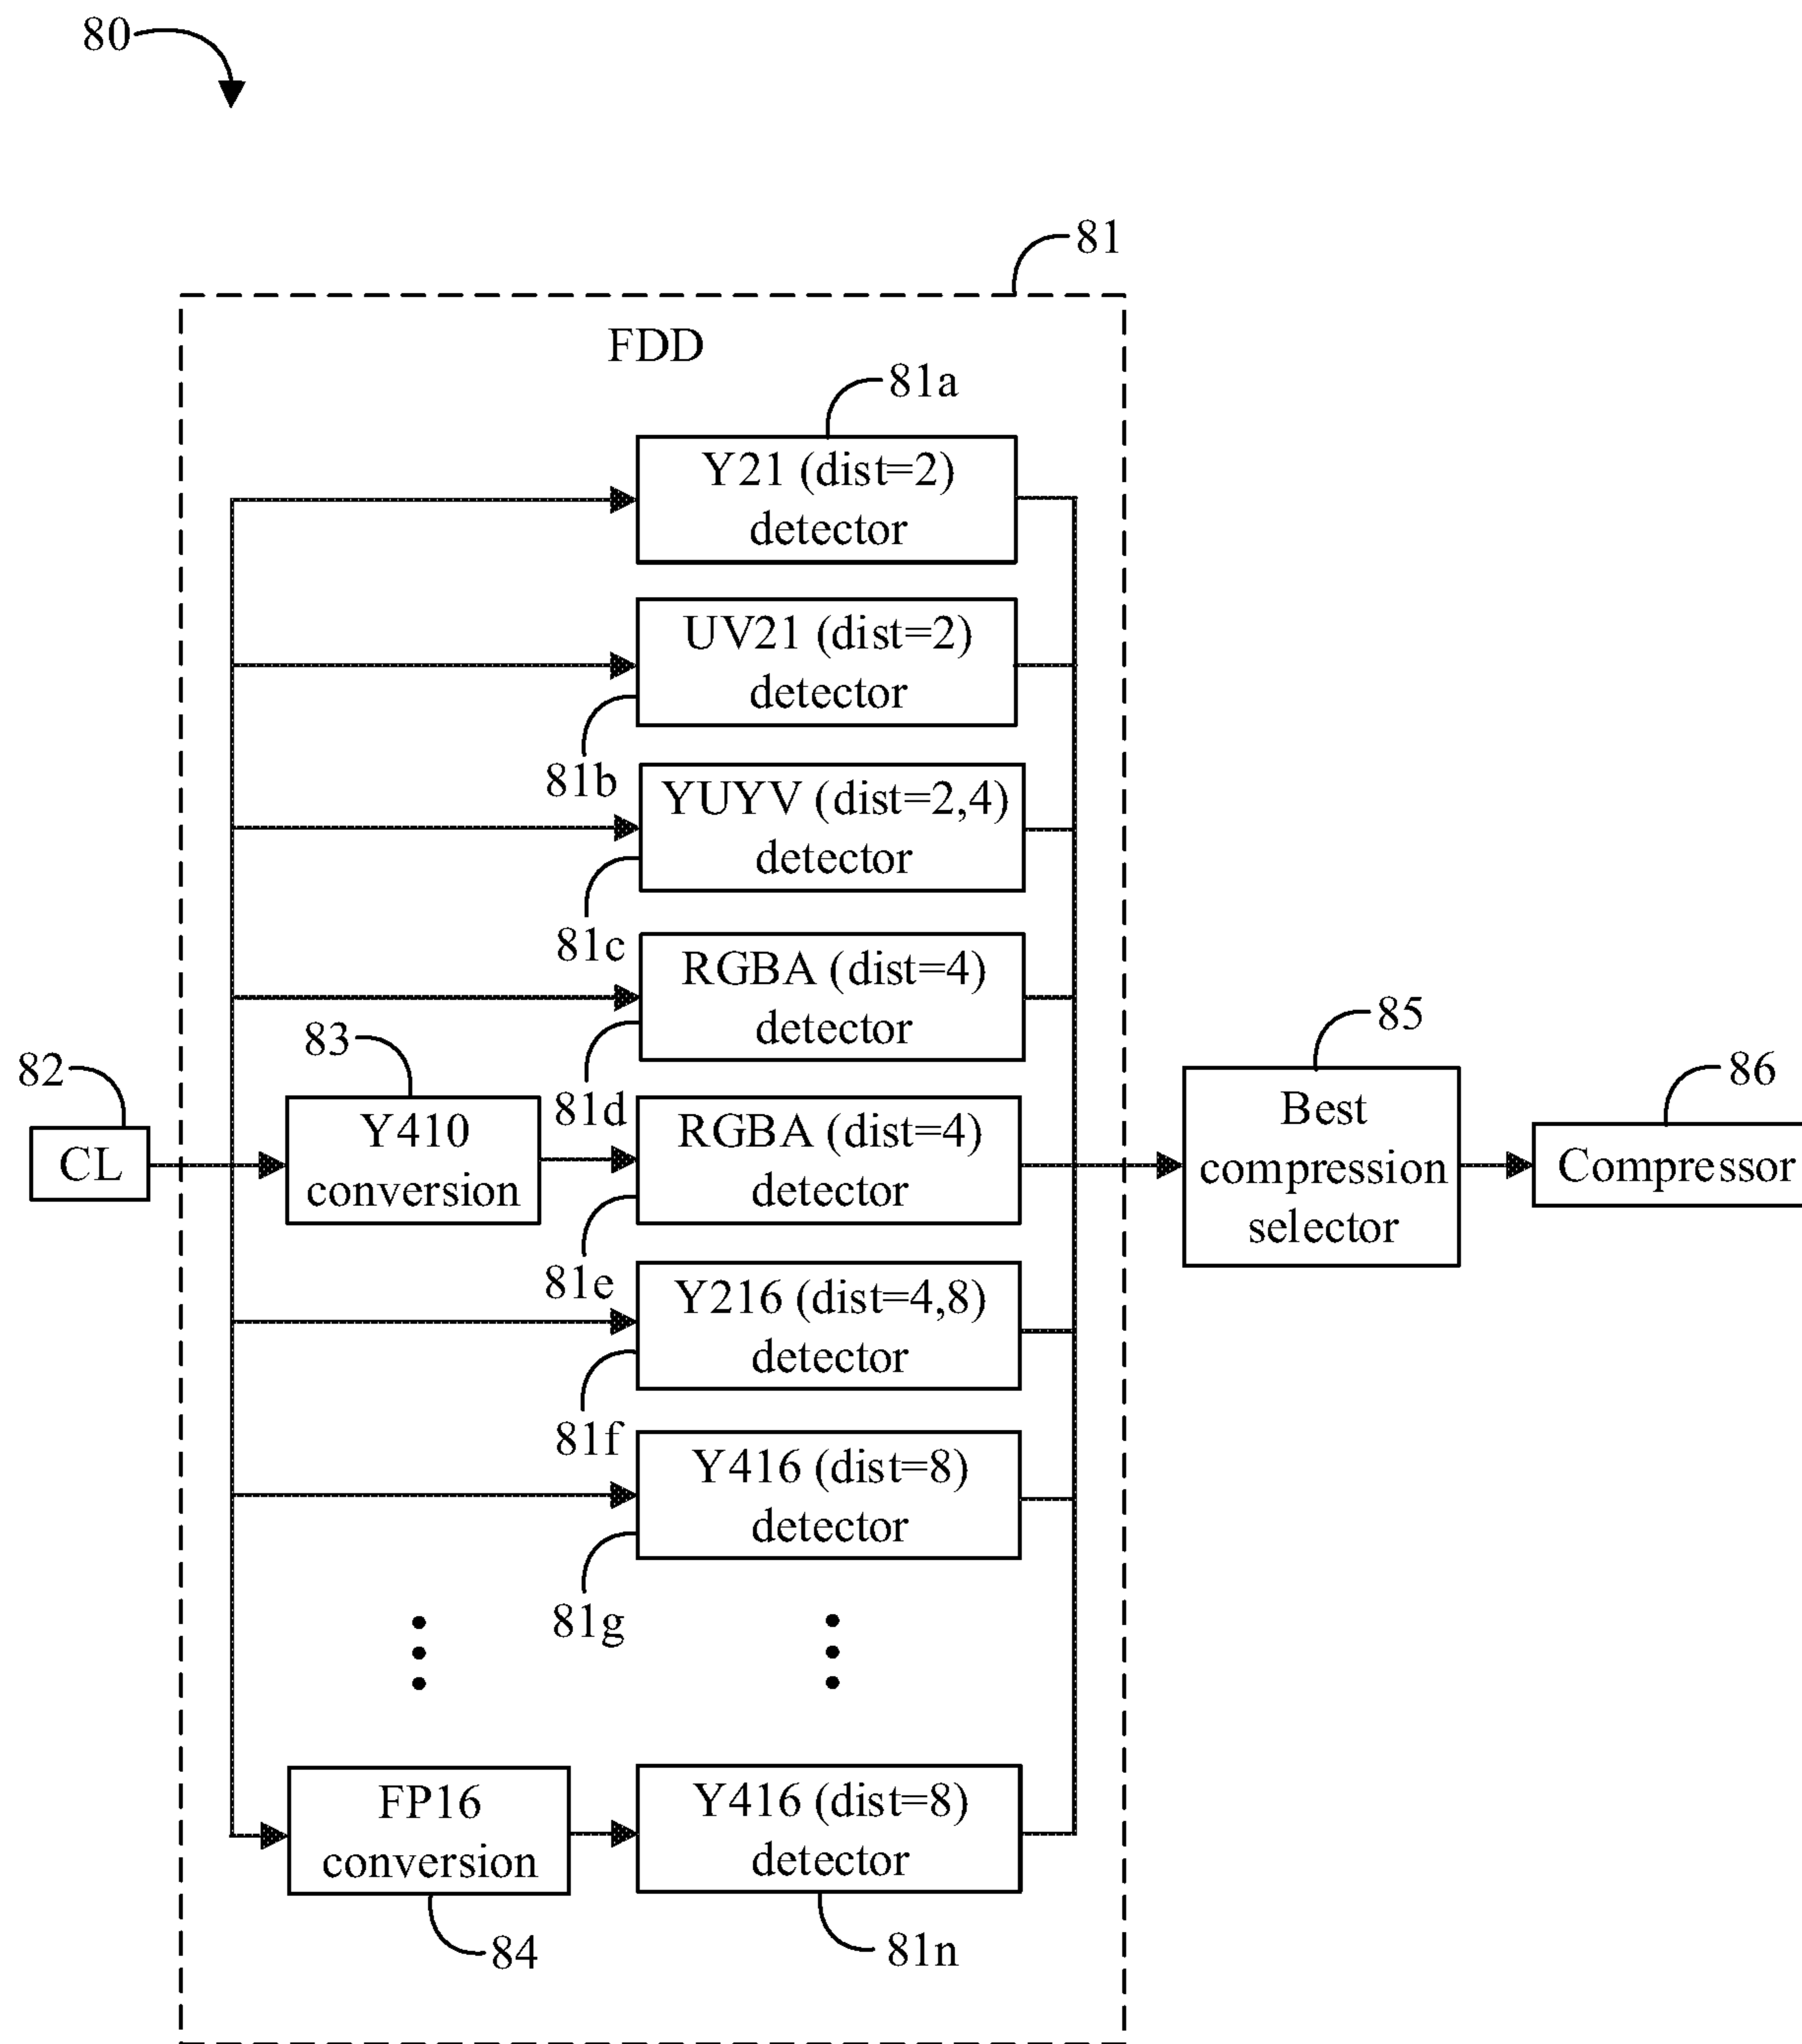 80
81
FDD
81a
Y21 (dist=2)
detector
UV21 (dist=2)
detector
81b
YUYV (dist=2,4)
detector
81c
RGBA (dist=4)
detector
81d
82
CL
83
Y410
conversion
RGBA (dist=4)
detector
81e
85
Best
compression
selector
86
Compressor
Y216 (dist=4,8)
detector
81f
Y416 (dist=8)
detector
81g
FP16
conversion
84
Y416 (dist=8)
detector
81n